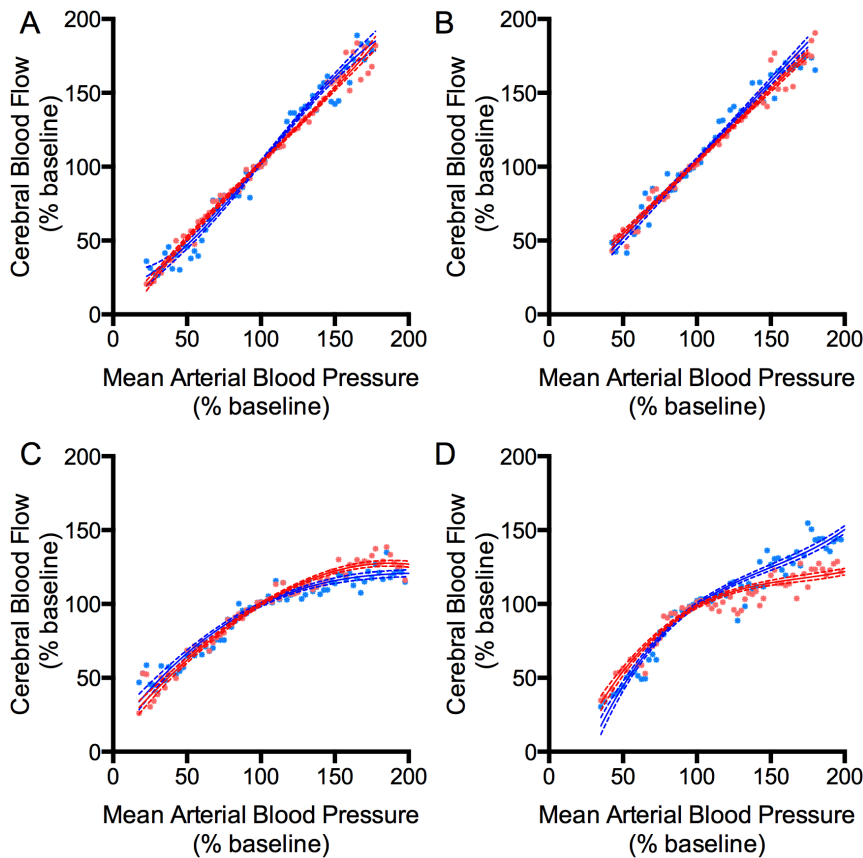 A
200
150
100
50
0
Cerebral Blood Flow
(% baseline)
0 50 100 150 200
Mean Arterial Blood Pressure
(% baseline)
B
200
150
100
50
0
Cerebral Blood Flow
(% baseline)
0 50 100 150 200
Mean Arterial Blood Pressure
(% baseline)
C
200
150
100
50
0
Cerebral Blood Flow
(% baseline)
0 50 100 150 200
Mean Arterial Blood Pressure
(% baseline)
D
200
150
100
50
0
Cerebral Blood Flow
(% baseline)
0 50 100 150 200
Mean Arterial Blood Pressure
(% baseline)